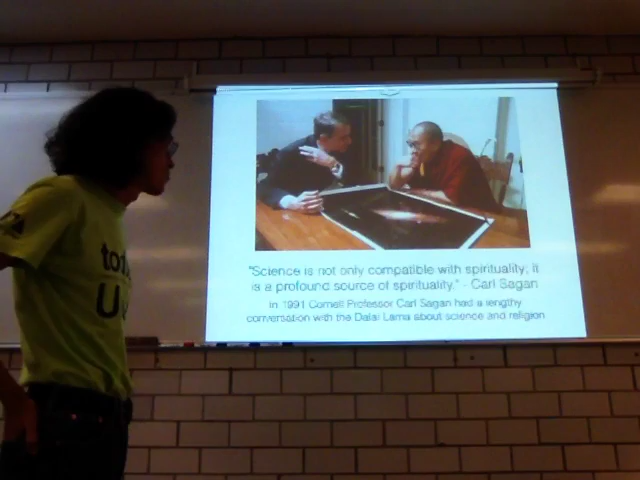 "Science is not only compatible with spirituality; it
is a profound source of spirituality." - Carl Sagan
In 1991 Cornell Professor Carl Sagan had a lengthy
conversation with the Dalai Lama about science and religion